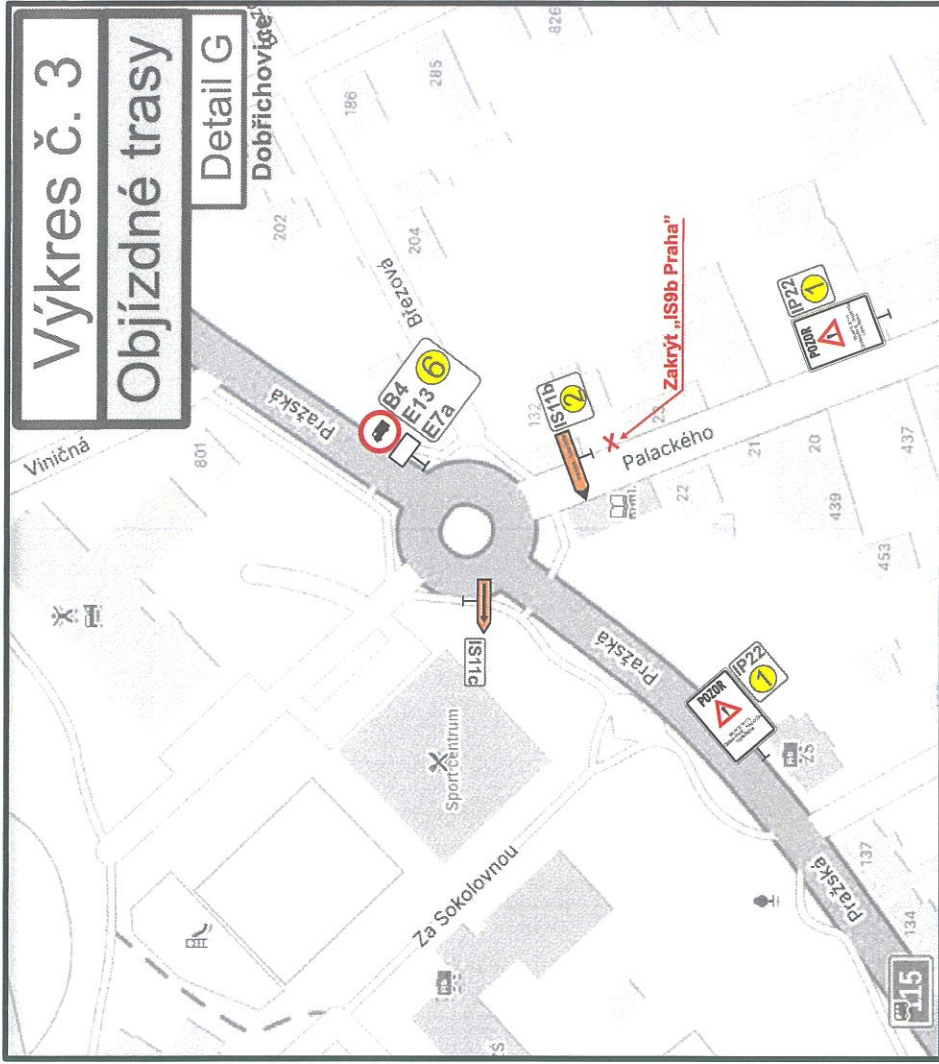 Výkres č. 3
Objízdné trasy
Detail G
Dobřichovice
Viničná
801
Pražská
202
186
285
826
204
Březová
B4
E13
E7a
6
132
IS11b
2
Zakrýt „IS9b Praha”
Palackého
22
21
20
439
437
453
IP22
1
POZOR
IS11c
Sport centrum
Pražská
IP22
1
POZOR
ZŠ
Za Sokolovnou
ZŠ
Pražská
137
134
115